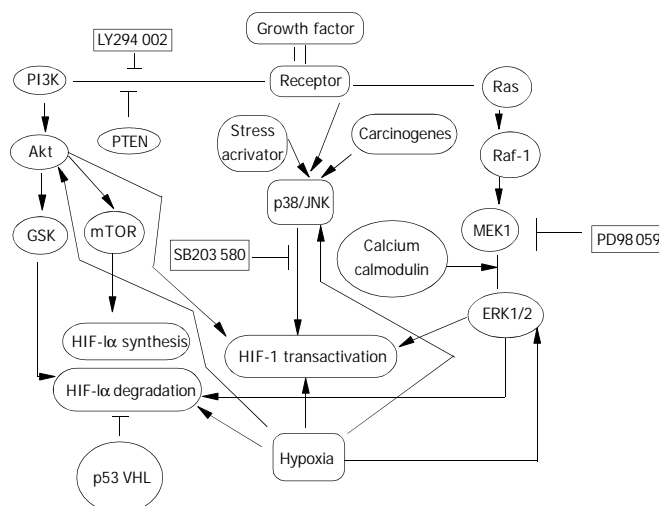 Growth factor
LY294 002
PI3K
Receptor
Ras
PTEN
Stress
acrivator
Carcinogenes
Akt
Raf-1
p38/JNK
GSK
mTOR
MEK1
SB203 580
Calcium
calmodulin
PD98 059
ERK1/2
HIF-Iα synthesis
HIF-1 transactivation
HIF-Iα degradation
Hypoxia
p53 VHL